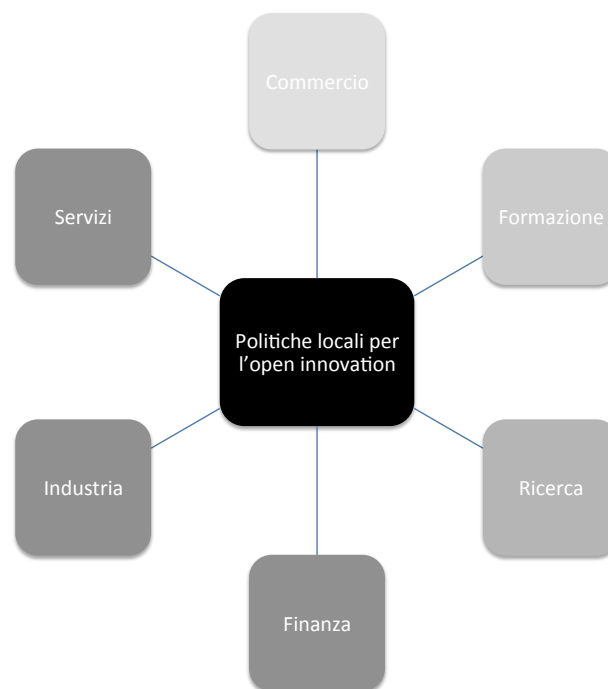 Commercio
Servizi
Formazione
Politiche locali per
l’open innovation
Industria
Ricerca
Finanza